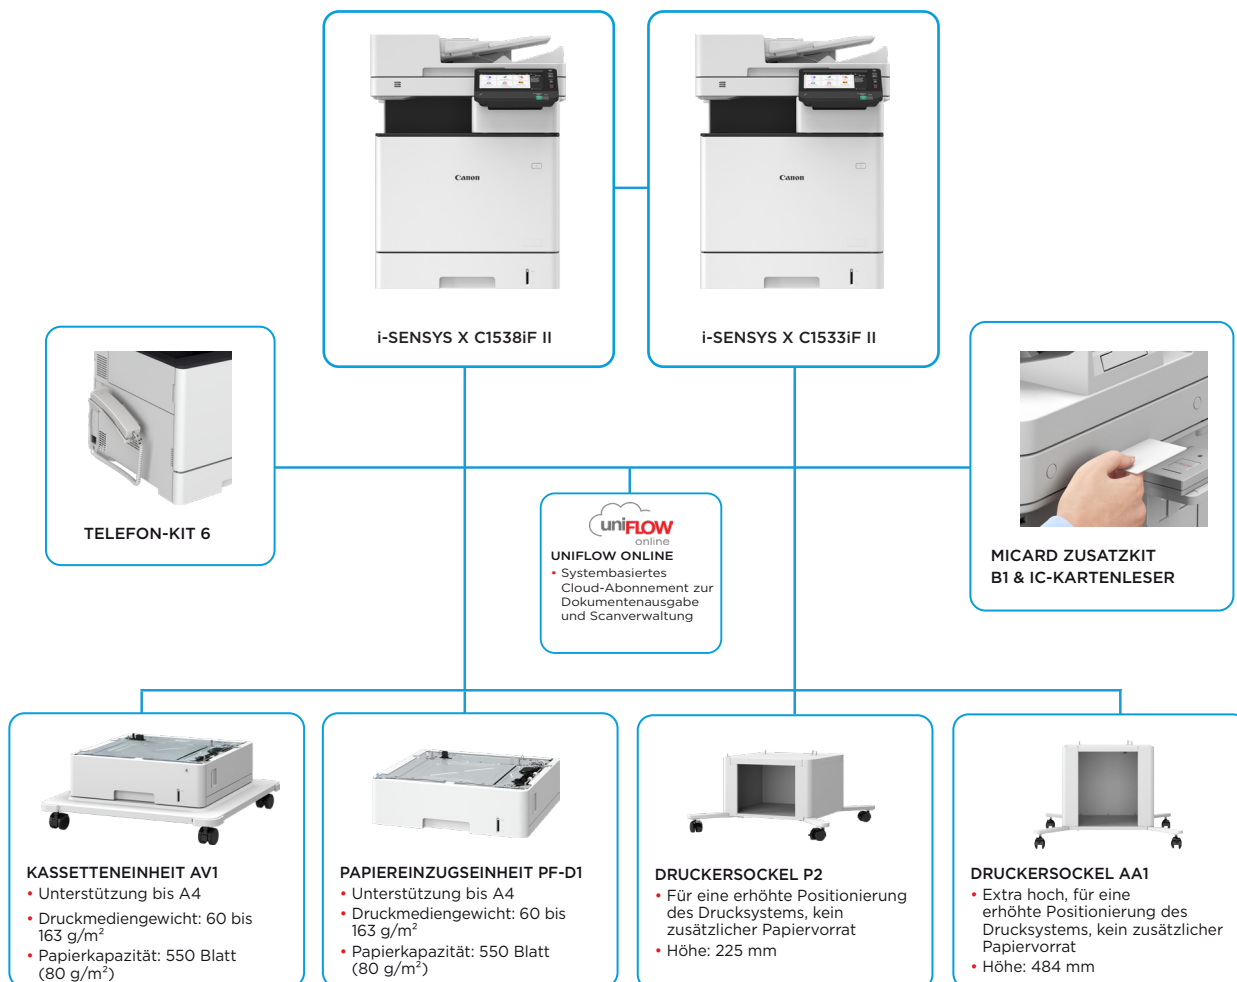 Canon
Canon
i-SENSYS X C1538iF II
i-SENSYS X C1533iF II
TELEFON-KIT 6
uniFLOW
online
UNIFLOW ONLINE
• Systembasiertes
Cloud-Abonnement zur
Dokumentenausgabe
und Scanverwaltung
MICARD ZUSATZKIT
B1 & IC-KARTENLESER
KASSETTENEINHEIT AV1
• Unterstützung bis A4
• Druckmediengewicht: 60 bis
163 g/m²
• Papierkapazität: 550 Blatt
(80 g/m²)
PAPIEREINZUGSEINHEIT PF-D1
• Unterstützung bis A4
• Druckmediengewicht: 60 bis
163 g/m²
• Papierkapazität: 550 Blatt
(80 g/m²)
DRUCKERSOCKEL P2
• Für eine erhöhte Positionierung
des Drucksystems, kein
zusätzlicher Papiervorrat
• Höhe: 225 mm
DRUCKERSOCKEL AA1
• Extra hoch, für eine
erhöhte Positionierung des
Drucksystems, kein zusätzlicher
Papiervorrat
• Höhe: 484 mm